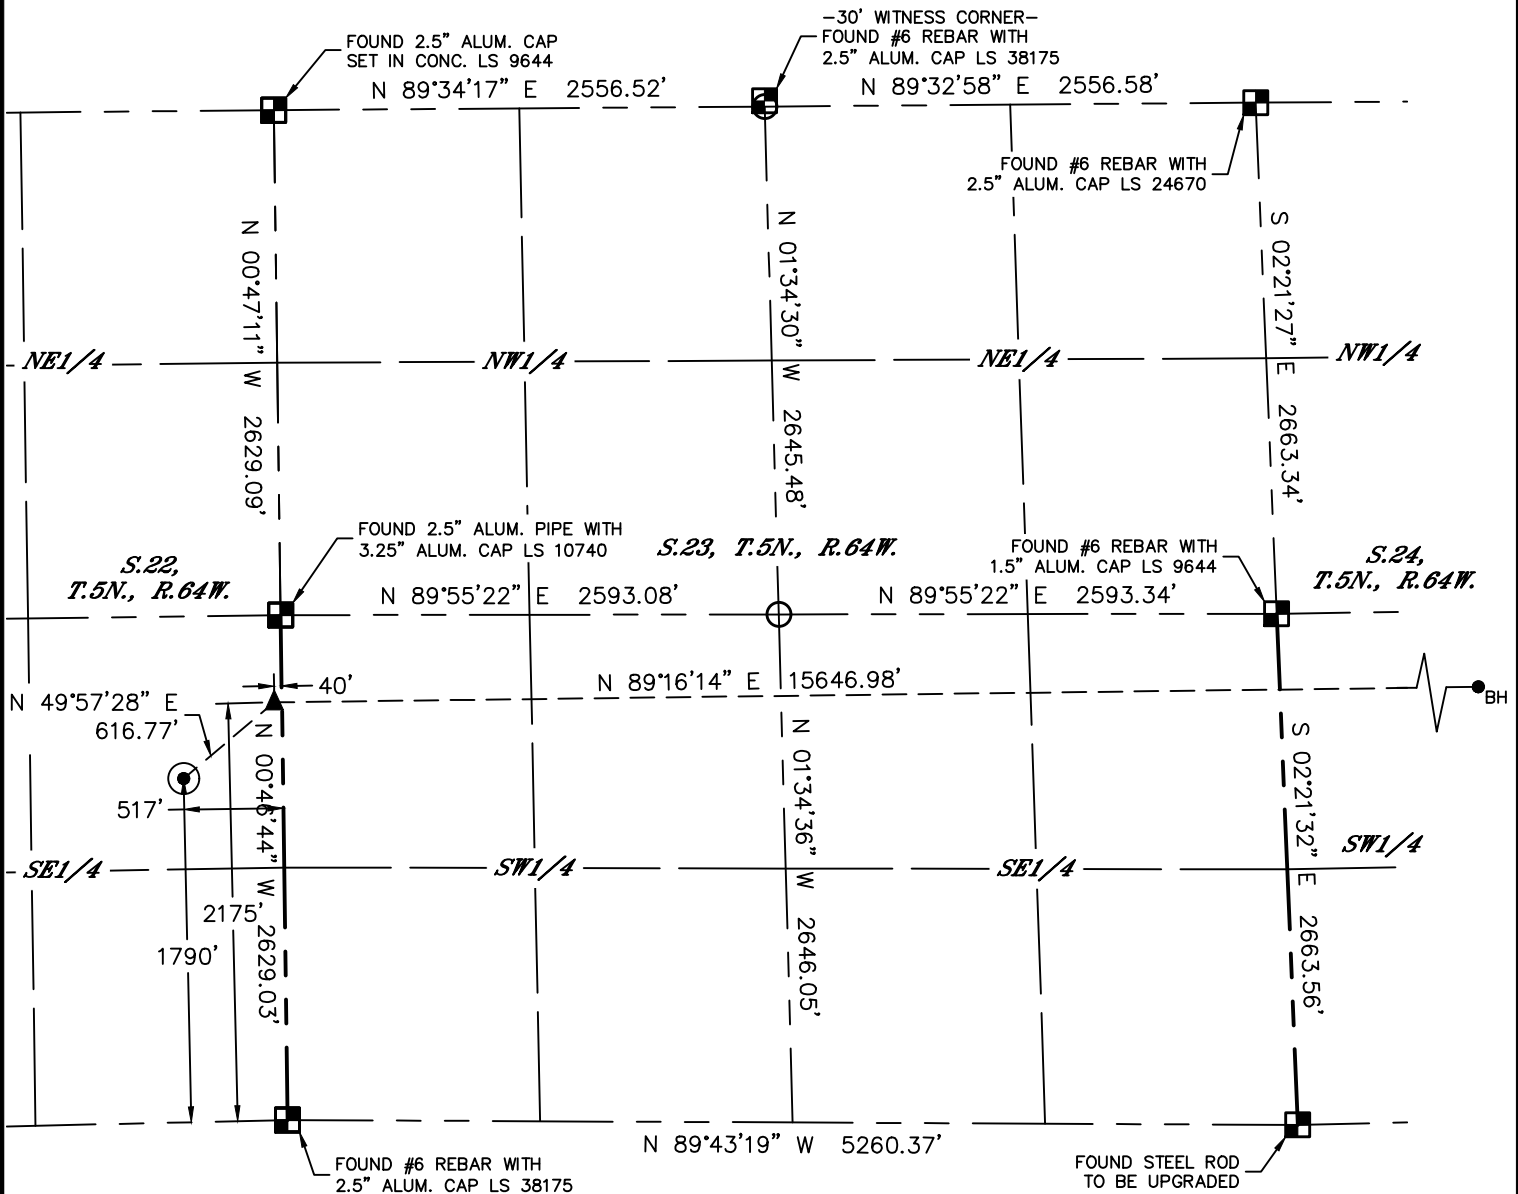 -30' WITNESS CORNER-
FOUND #6 REBAR WITH
2.5" ALUM. CAP LS 38175
FOUND 2.5" ALUM. CAP
SET IN CONC. LS 9644
N 89°34'17" E 2556.52'
N 89°32'58" E 2556.58'
FOUND #6 REBAR WITH
2.5" ALUM. CAP LS 24670
N 00°47'11" W 2629.09'
N 01°34'30" W 2645.48'
S 02°21'27" E 2663.34'
NE1/4
NW1/4
NE1/4
NW1/4
FOUND 2.5" ALUM. PIPE WITH
3.25" ALUM. CAP LS 10740
S.23, T.5N., R.64W.
FOUND #6 REBAR WITH
1.5" ALUM. CAP LS 9644
S.22,
T.5N., R.64W.
S.24,
T.5N., R.64W.
N 89°55'22" E 2593.08'
N 89°55'22" E 2593.34'
40'
N 89°16'14" E 15646.98'
BH
N 49°57'28" E
616.77'
517'
N 00°46'44" W 2629.03'
N 01°34'36" W 2646.05'
S 02°21'32" E 2663.56'
SE1/4
SW1/4
SE1/4
SW1/4
2175'
1790'
N 89°43'19" W 5260.37'
FOUND #6 REBAR WITH
2.5" ALUM. CAP LS 38175
FOUND STEEL ROD
TO BE UPGRADED